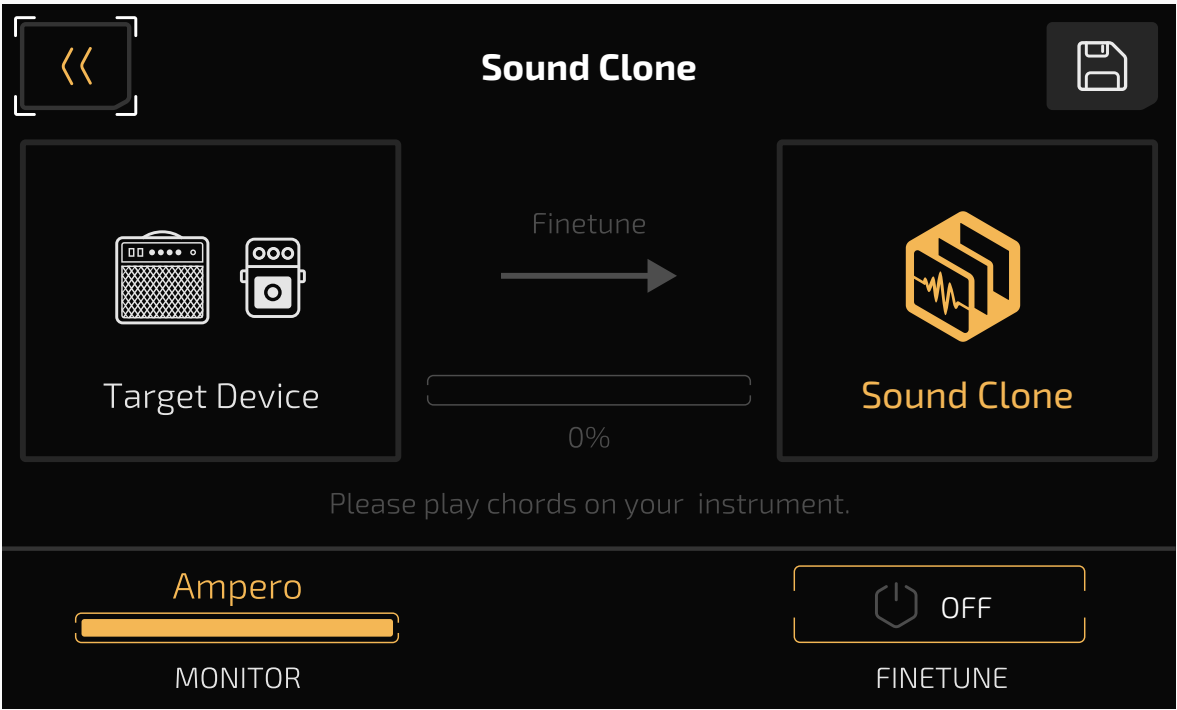 Sound Clone
Finetune
Target Device
Sound Clone
0%
Please play chords on your instrument.
Ampero
OFF
MONITOR
FINETUNE